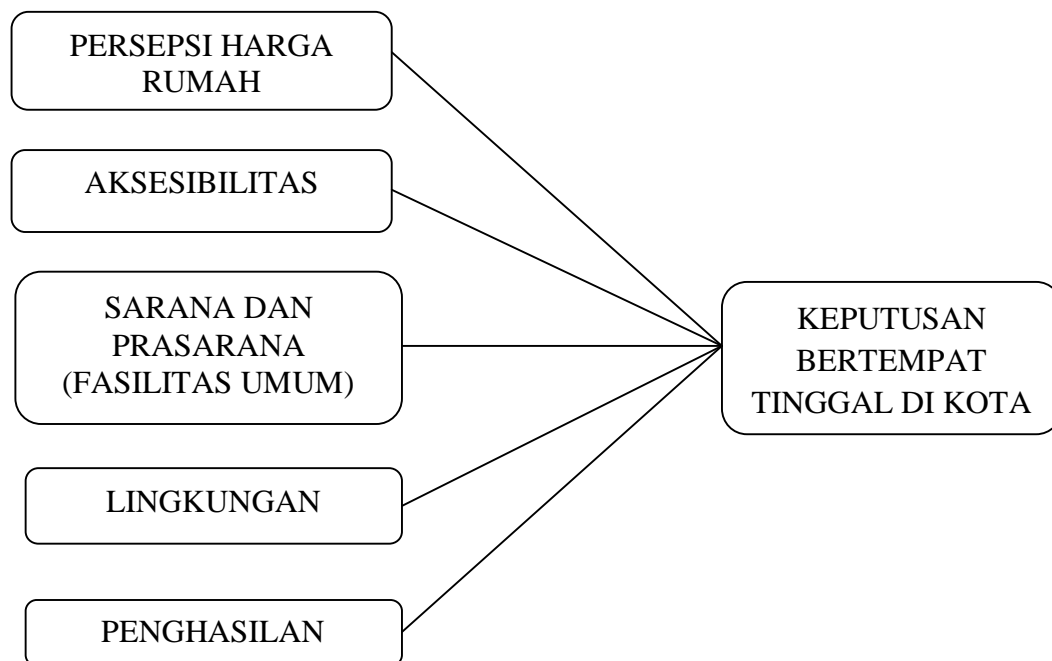 PERSEPSI HARGA
RUMAH
AKSESIBILITAS
SARANA DAN
PRASARANA
(FASILITAS UMUM)
LINGKUNGAN
PENGHASILAN
KEPUTUSAN
BERTEMPAT
TINGGAL DI KOTA